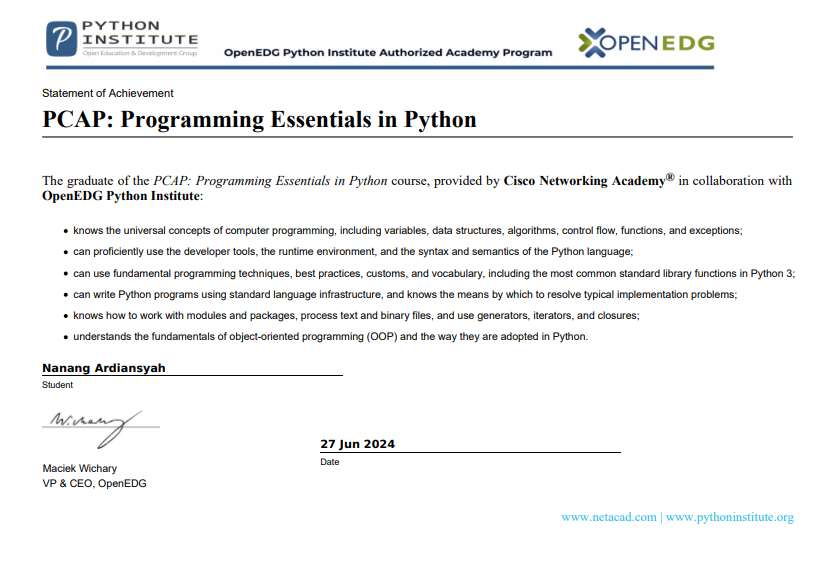 PYTHON
INSTITUTE
Open Education & Development Group
OpenEDG Python Institute Authorized Academy Program
OPENEDG
Statement of Achievement
PCAP: Programming Essentials in Python
The graduate of the PCAP: Programming Essentials in Python course, provided by Cisco Networking Academy® in collaboration with
OpenEDG Python Institute:
• knows the universal concepts of computer programming, including variables, data structures, algorithms, control flow, functions, and exceptions;
• can proficiently use the developer tools, the runtime environment, and the syntax and semantics of the Python language;
• can use fundamental programming techniques, best practices, customs, and vocabulary, including the most common standard library functions in Python 3;
• can write Python programs using standard language infrastructure, and knows the means by which to resolve typical implementation problems;
• knows how to work with modules and packages, process text and binary files, and use generators, iterators, and closures;
• understands the fundamentals of object-oriented programming (OOP) and the way they are adopted in Python.
Nanang Ardiansyah
Student
W. Wichary
27 Jun 2024
Date
Maciek Wichary
VP & CEO, OpenEDG
www.netacad.com | www.pythoninstitute.org